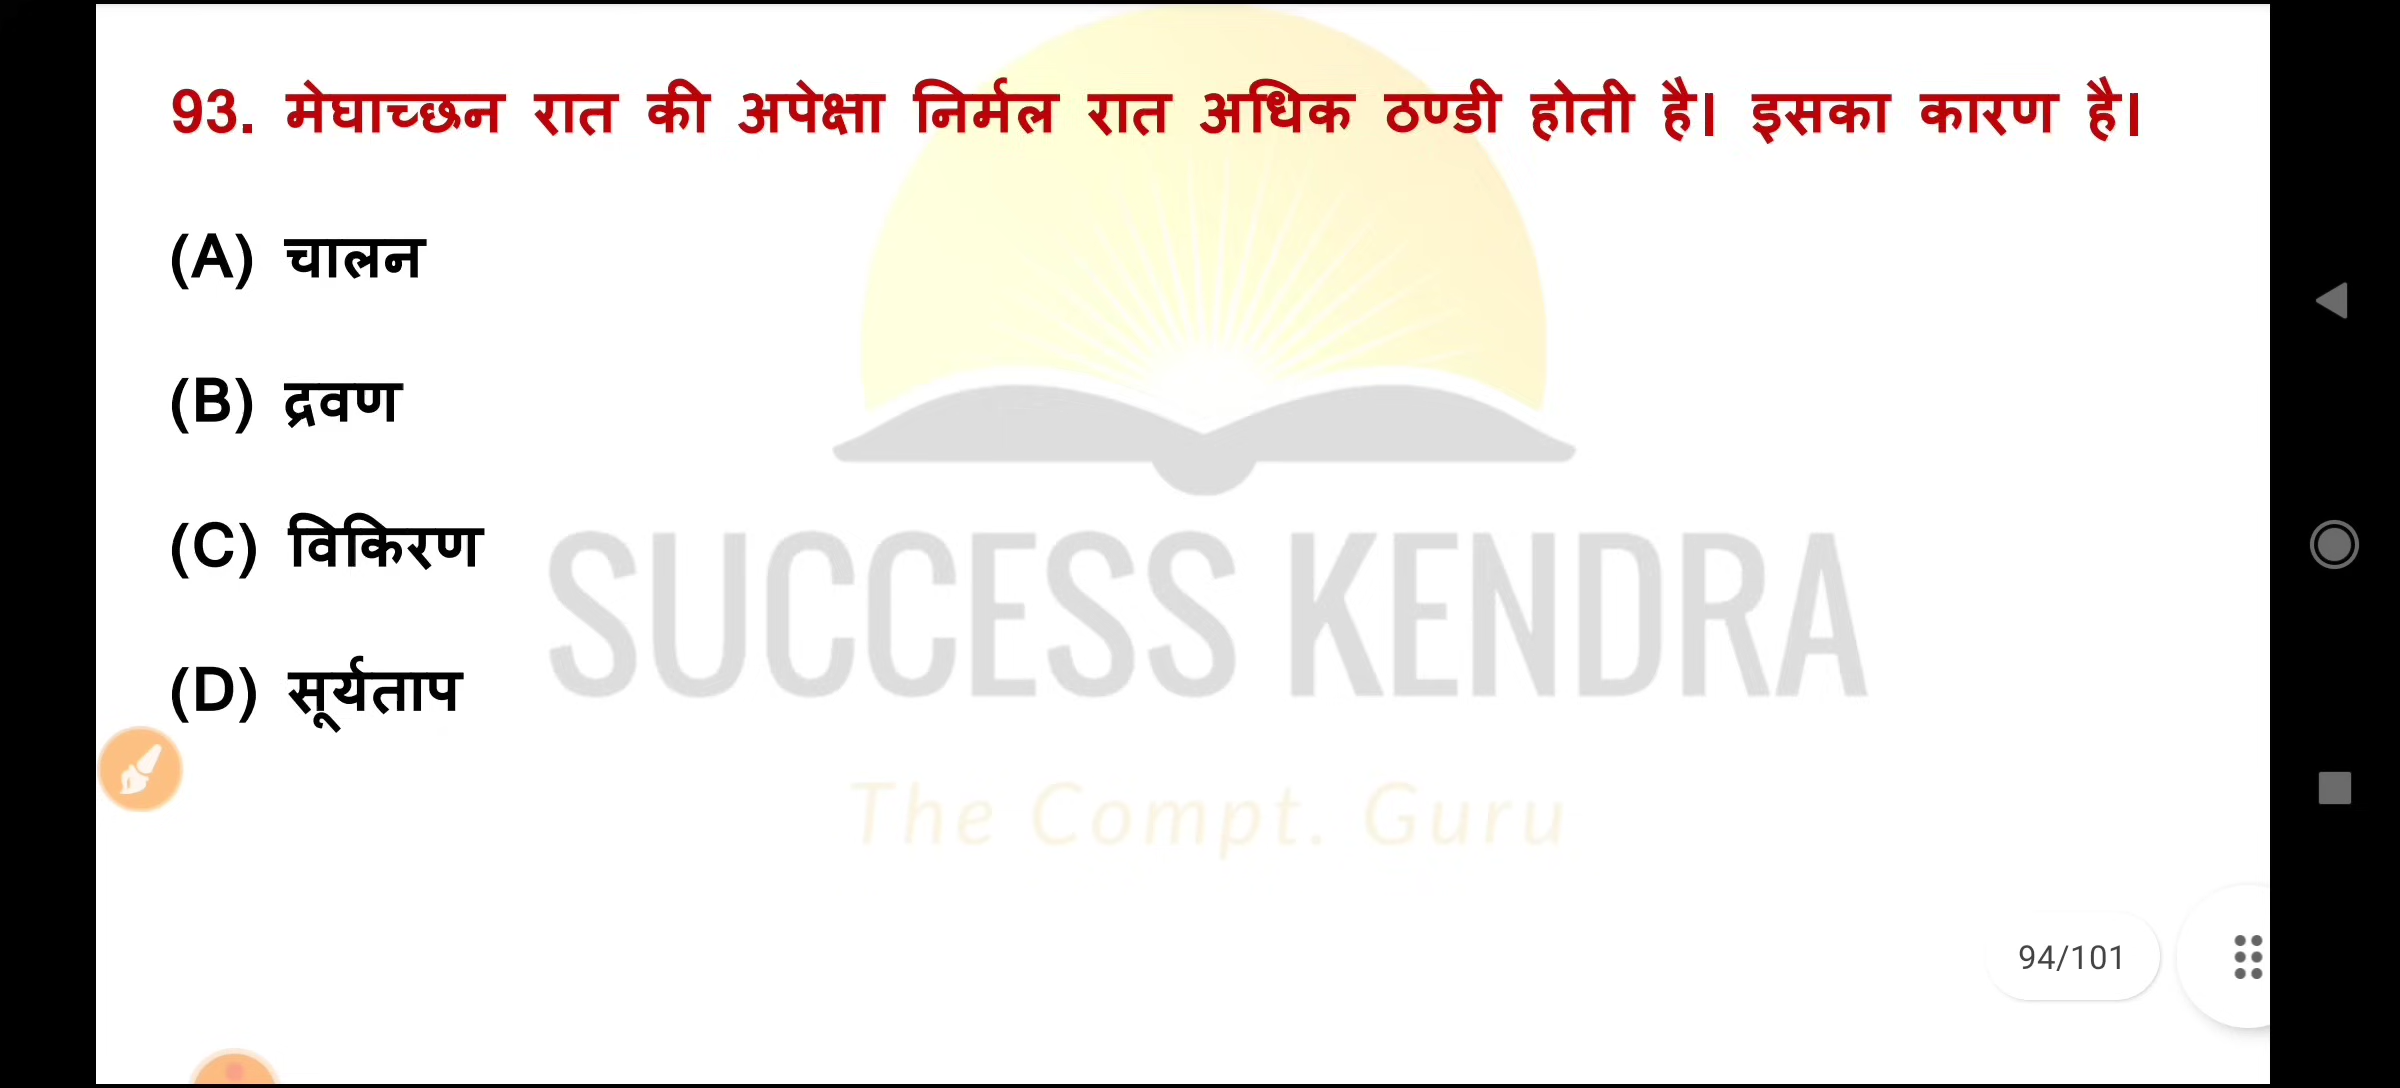 93. मेघाच्छन रात की अपेक्षा निर्मल रात अधिक ठण्डी होती है। इसका कारण है।
(A) चालन
(B) द्रवण
(C) विकिरण
(D) सूर्यताप
SUCCESS KENDRA
The Compt. Guru
94/101